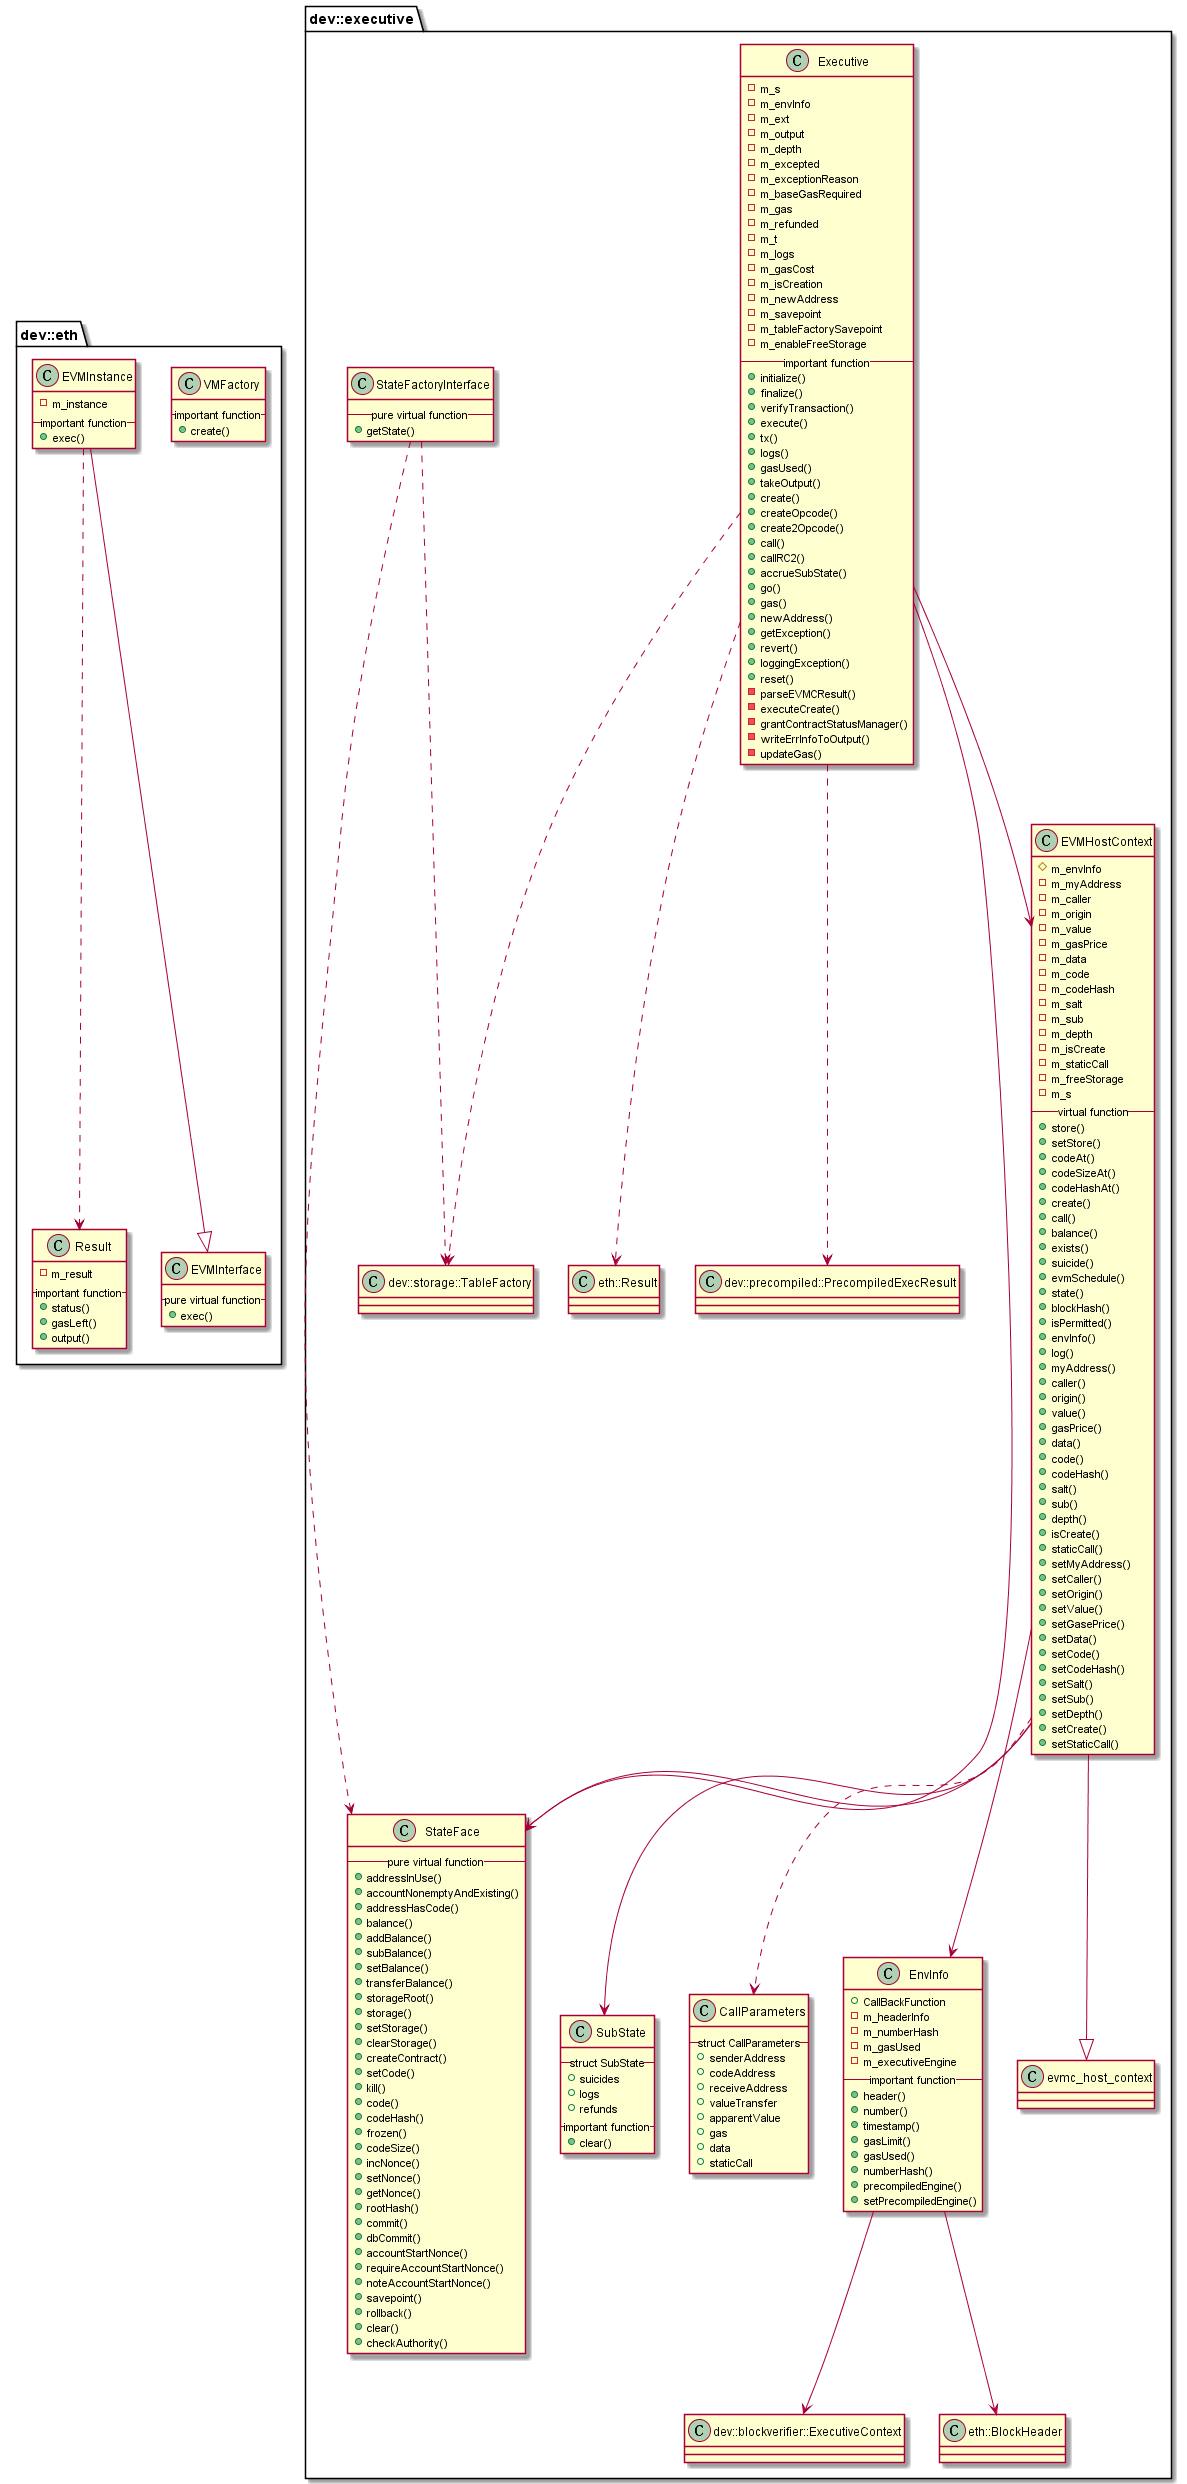 dev::executive
C Executive
m_s
m_envInfo
m_ext
m_output
m_depth
m_excepted
m_exceptionReason
m_baseGasRequired
m_gas
m_refunded
m_t
m_logs
m_gasCost
m_isCreation
m_newAddress
m_savepoint
m_tableFactorySavepoint
m_enableFreeStorage
important function
initialize()
finalize()
verifyTransaction()
execute()
tx()
logs()
gasUsed()
takeOutput()
create()
createOpcode()
create2Opcode()
call()
callRC2()
accrueSubState()
go()
gas()
newAddress()
getException()
revert()
loggingException()
reset()
parseEVMCResult()
executeCreate()
grantContractStatusManager()
writeErrInfoToOutput()
updateGas()
dev::eth
C EVMInstance
m_instance
important function
exec()
C VMFactory
important function
create()
C StateFactoryInterface
pure virtual function
getState()
C EVMHostContext
m_envInfo
m_myAddress
m_caller
m_origin
m_value
m_gasPrice
m_data
m_code
m_codeHash
m_salt
m_sub
m_depth
m_isCreate
m_staticCall
m_freeStorage
m_s
virtual function
store()
setStore()
codeAt()
codeSizeAt()
codeHashAt()
create()
call()
balance()
exists()
suicide()
evmSchedule()
state()
blockHash()
isPermitted()
envInfo()
log()
myAddress()
caller()
origin()
value()
gasPrice()
data()
code()
codeHash()
salt()
sub()
depth()
isCreate()
staticCall()
setMyAddress()
setCaller()
setOrigin()
setValue()
setGasePrice()
setData()
setCode()
setCodeHash()
setSalt()
setSub()
setDepth()
setCreate()
setStaticCall()
C Result
m_result
important function
status()
gasLeft()
output()
C EVMInterface
pure virtual function
exec()
C dev::storage::TableFactory
C eth::Result
C dev::precompiled::PrecompiledExecResult
C StateFace
pure virtual function
addressInUse()
accountNonemptyAndExisting()
addressHasCode()
balance()
addBalance()
subBalance()
setBalance()
transferBalance()
storageRoot()
storage()
setStorage()
clearStorage()
createContract()
setCode()
kill()
code()
codeHash()
frozen()
codeSize()
incNonce()
setNonce()
getNonce()
rootHash()
commit()
dbCommit()
accountStartNonce()
requireAccountStartNonce()
noteAccountStartNonce()
savepoint()
rollback()
clear()
checkAuthority()
C SubState
struct SubState
suicides
logs
refunds
important function
clear()
C CallParameters
struct CallParameters
senderAddress
codeAddress
receiveAddress
valueTransfer
apparentValue
gas
data
staticCall
C EnvInfo
CallBackFunction
m_headerInfo
m_numberHash
m_gasUsed
m_executiveEngine
important function
header()
number()
timestamp()
gasLimit()
gasUsed()
numberHash()
precompiledEngine()
setPrecompiledEngine()
C evmc_host_context
C dev::blockverifier::ExecutiveContext
C eth::BlockHeader